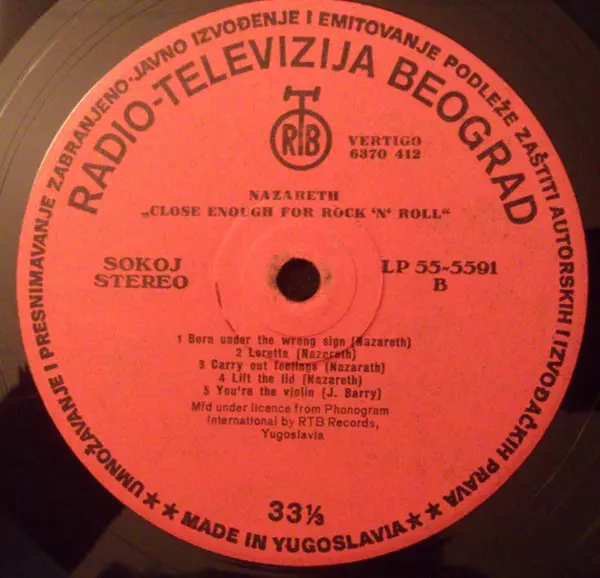 UMNOŽAVANJE I PRESNIMAVANJE ZABRANJENO-JAVNO IZVOĐENJE I EMITOVANJE PODLEŽE ZAŠTITI AUTORSKIH I IZVOĐAČKIH PRAVA
RADIO-TELEVIZIJA BEOGRAD
RTB
VERTIGO
6370 412
NAZARETH
„CLOSE ENOUGH FOR ROCK 'N' ROLL“
SOKOJ
STEREO
LP 55-5591
B
1 Born under the wrong sign (Nazareth)
2 Loretta (Nazereth)
3 Carry out feelings (Nazarath)
4 Lift the lid (Nazareth)
5 You're the violin (J. Barry)
Mfd under licence from Phonogram
International by RTB Records,
Yugoslavia
33⅓
★★ MADE IN YUGOSLAVIA ★★